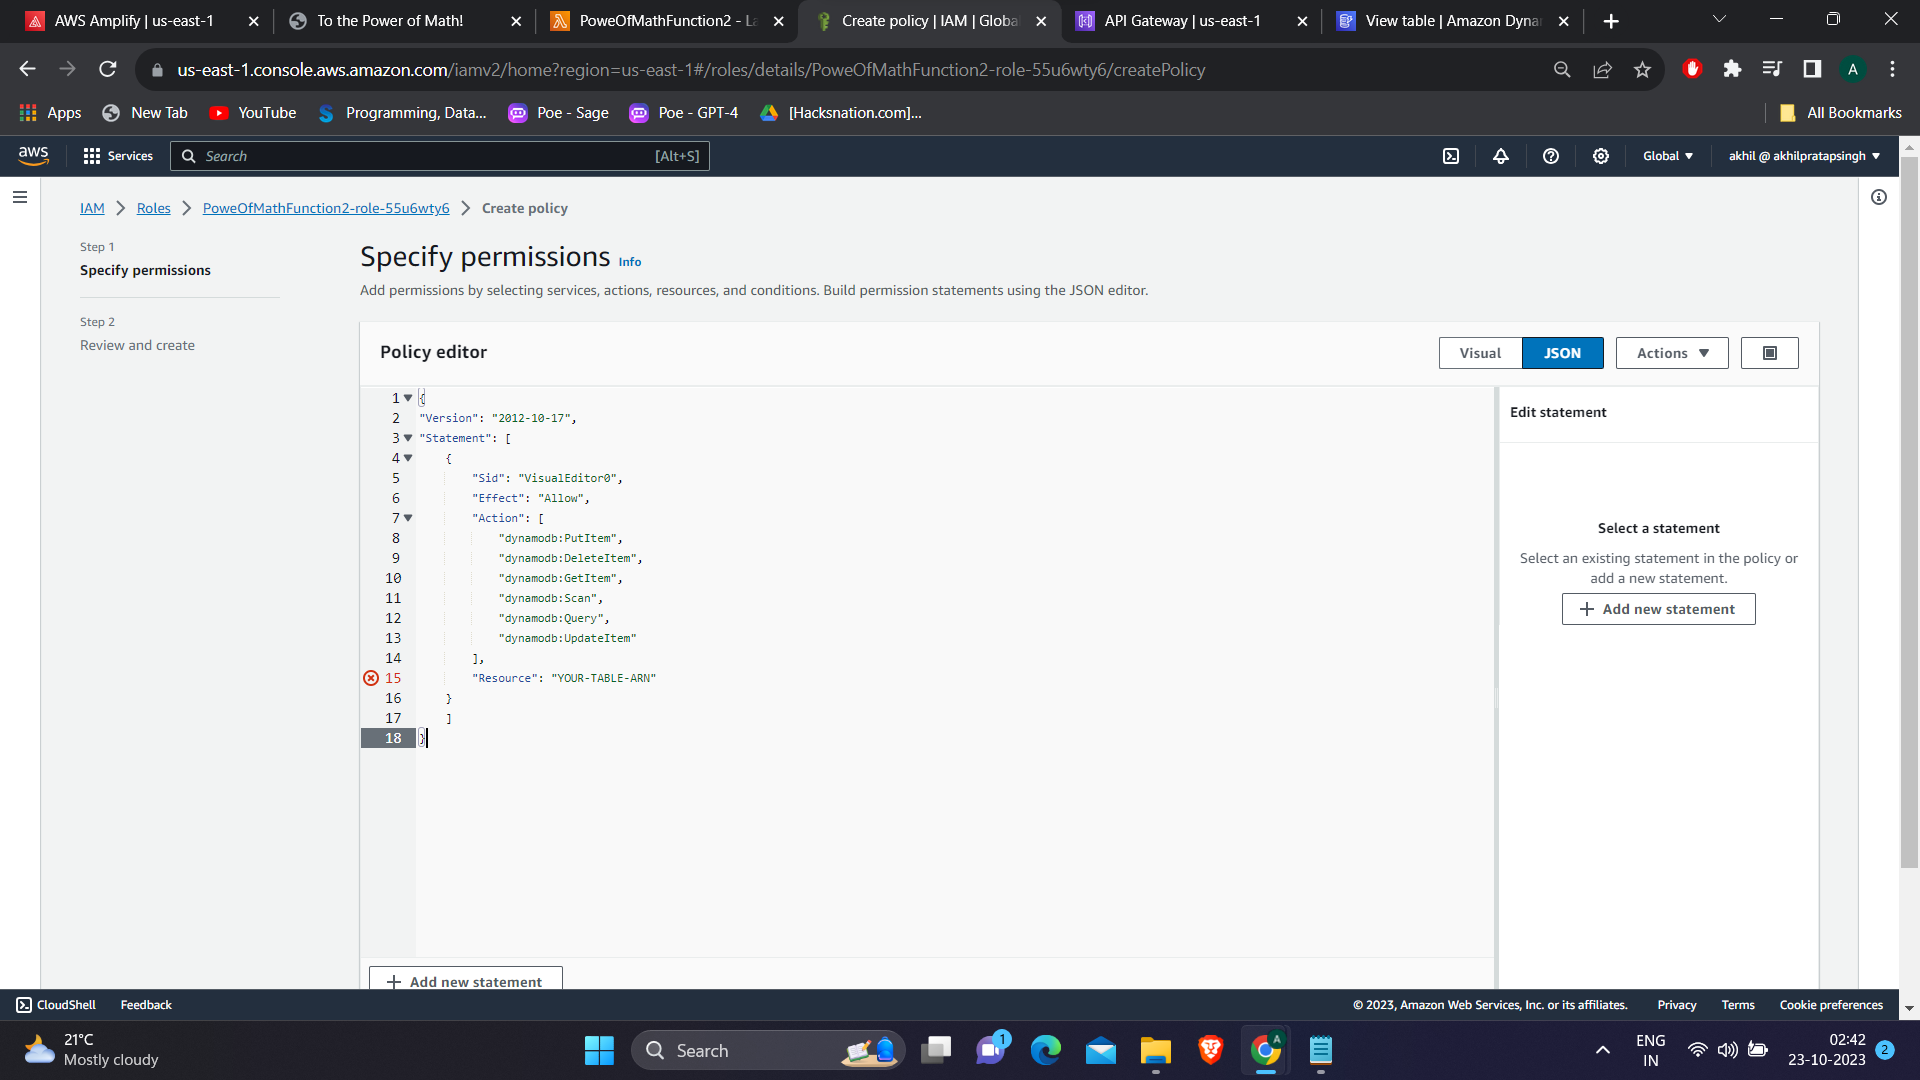 AWS Amplify | us-east-1
To the Power of Math!
PoweOfMathFunction2 - La
Create policy | IAM | Global
API Gateway | us-east-1
View table | Amazon Dynam
us-east-1.console.aws.amazon.com/iamv2/home?region=us-east-1#/roles/details/PoweOfMathFunction2-role-55u6wty6/createPolicy
A
Apps
New Tab
YouTube
Programming, Data...
Poe - Sage
Poe - GPT-4
[Hacksnation.com]...
All Bookmarks
aws
Services
Search
[Alt+S]
Global
akhil @ akhilpratapsingh
IAM
Roles
PoweOfMathFunction2-role-55u6wty6
Create policy
Step 1
Specify permissions
Step 2
Review and create
Specify permissions Info
Add permissions by selecting services, actions, resources, and conditions. Build permission statements using the JSON editor.
Policy editor
Visual
JSON
Actions
1 {
2 "Version": "2012-10-17",
3 "Statement": [
4 {
5 "Sid": "VisualEditor0",
6 "Effect": "Allow",
7 "Action": [
8 "dynamodb:PutItem",
9 "dynamodb:DeleteItem",
10 "dynamodb:GetItem",
11 "dynamodb:Scan",
12 "dynamodb:Query",
13 "dynamodb:UpdateItem"
14 ],
15 "Resource": "YOUR-TABLE-ARN"
16 }
17 ]
18 }
Edit statement
Select a statement
Select an existing statement in the policy or
add a new statement.
+ Add new statement
+ Add new statement
CloudShell
Feedback
© 2023, Amazon Web Services, Inc. or its affiliates.
Privacy
Terms
Cookie preferences
21°C
Mostly cloudy
Search
1
A
ENG
IN
02:42
23-10-2023
2